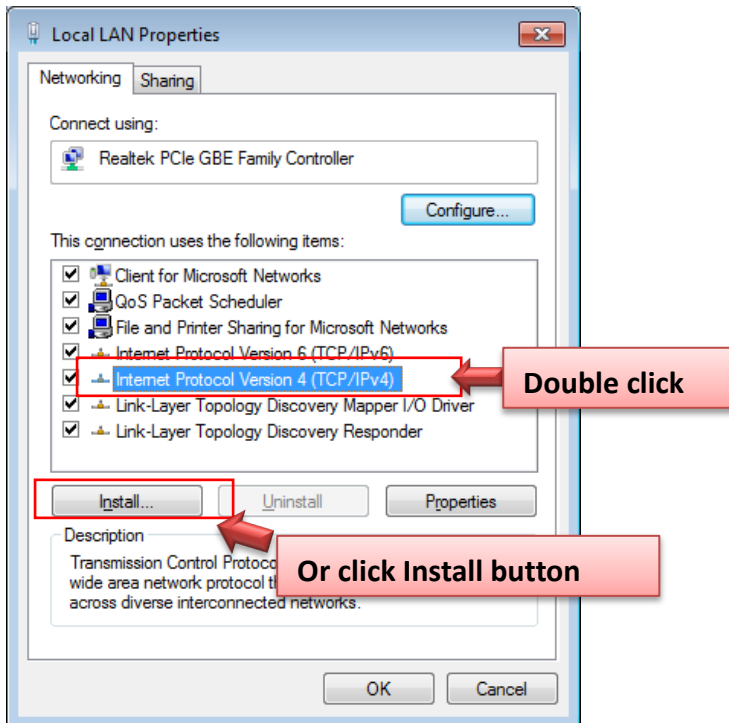 Local LAN Properties
Networking
Sharing
Connect using:
Realtek PCIe GBE Family Controller
Configure...
This connection uses the following items:
Client for Microsoft Networks
QoS Packet Scheduler
File and Printer Sharing for Microsoft Networks
Internet Protocol Version 6 (TCP/IPv6)
Internet Protocol Version 4 (TCP/IPv4)
Double click
Link-Layer Topology Discovery Mapper I/O Driver
Link-Layer Topology Discovery Responder
Install...
Uninstall
Properties
Description
Transmission Control Protoco
wide area network protocol t
across diverse interconnected networks.
Or click Install button
OK
Cancel